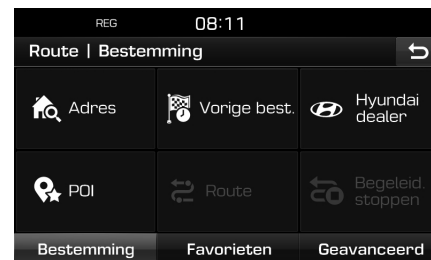 REG 08:11
Route | Bestemming
Adres
Vorige best.
Hyundai
dealer
POI
Route
Begeleid.
stoppen
Bestemming Favorieten Geavanceerd